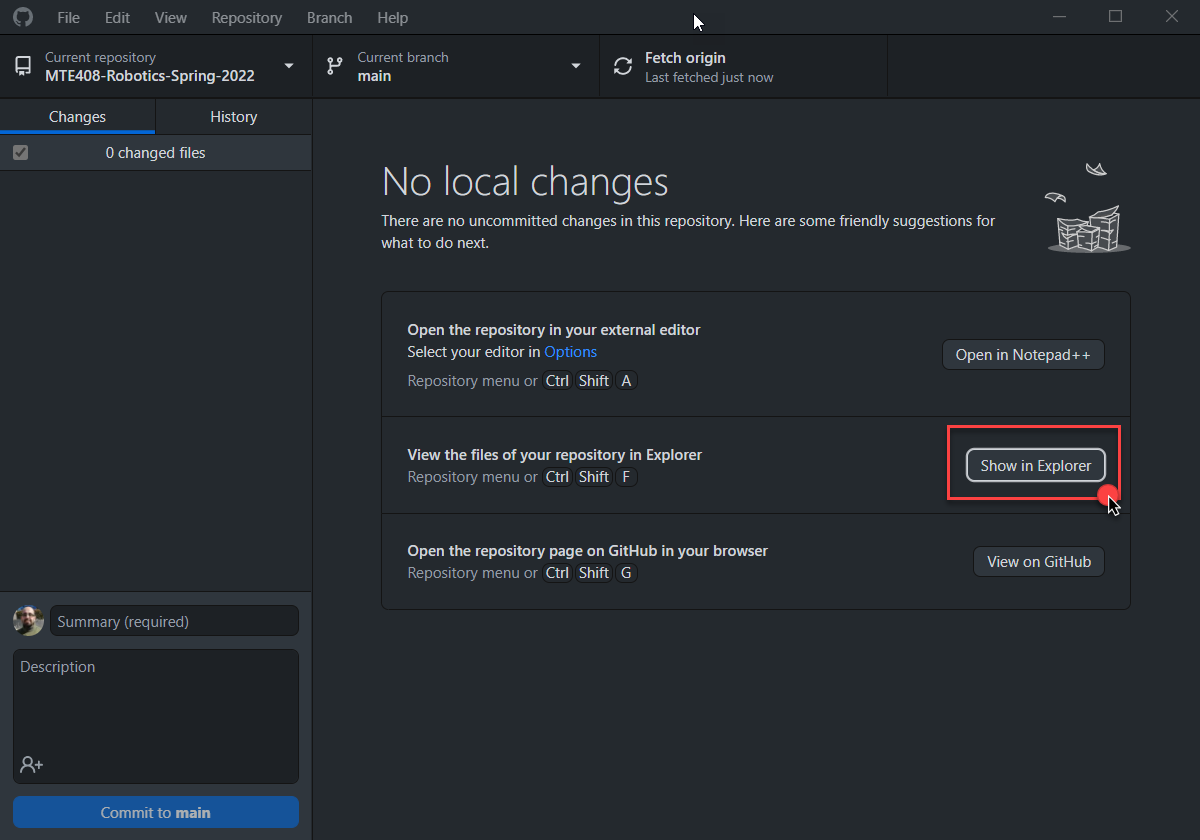 File Edit View Repository Branch Help
Current repository
MTE408-Robotics-Spring-2022
Current branch
main
Fetch origin
Last fetched just now
Changes
History
0 changed files
No local changes
There are no uncommitted changes in this repository. Here are some friendly suggestions for
what to do next.
Open the repository in your external editor
Select your editor in Options
Repository menu or Ctrl Shift A
Open in Notepad++
View the files of your repository in Explorer
Repository menu or Ctrl Shift F
Show in Explorer
Open the repository page on GitHub in your browser
Repository menu or Ctrl Shift G
View on GitHub
Summary (required)
Description
Commit to main